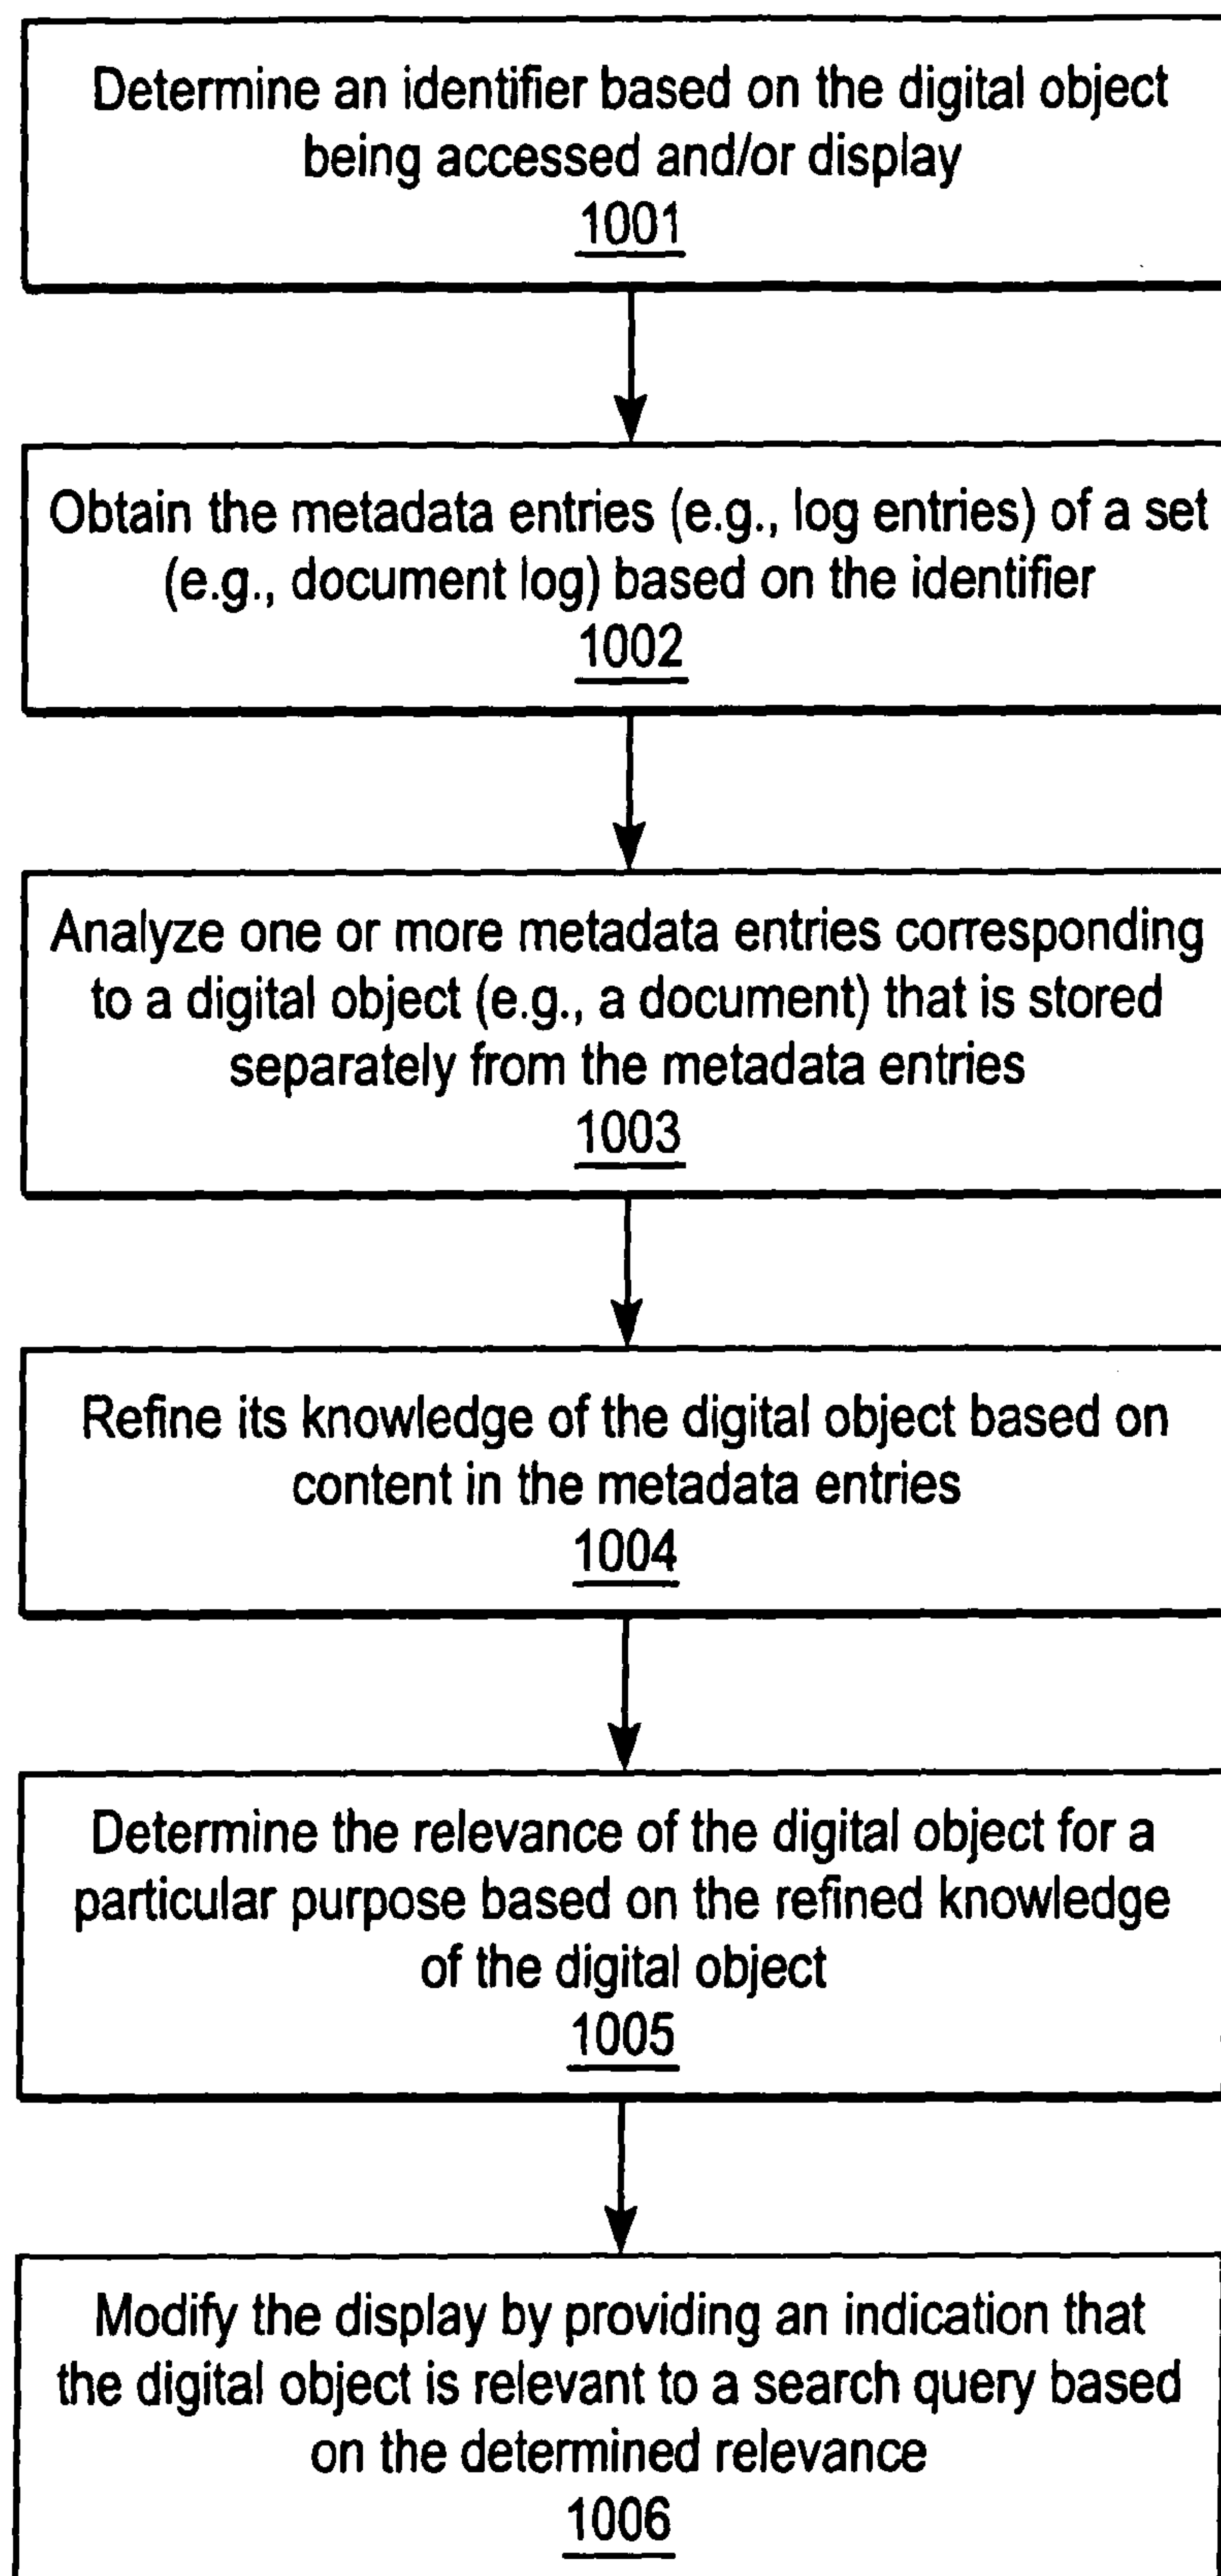 Determine an identifier based on the digital object
being accessed and/or display
1001
Obtain the metadata entries (e.g., log entries) of a set
(e.g., document log) based on the identifier
1002
Analyze one or more metadata entries corresponding
to a digital object (e.g., a document) that is stored
separately from the metadata entries
1003
Refine its knowledge of the digital object based on
content in the metadata entries
1004
Determine the relevance of the digital object for a
particular purpose based on the refined knowledge
of the digital object
1005
Modify the display by providing an indication that
the digital object is relevant to a search query based
on the determined relevance
1006